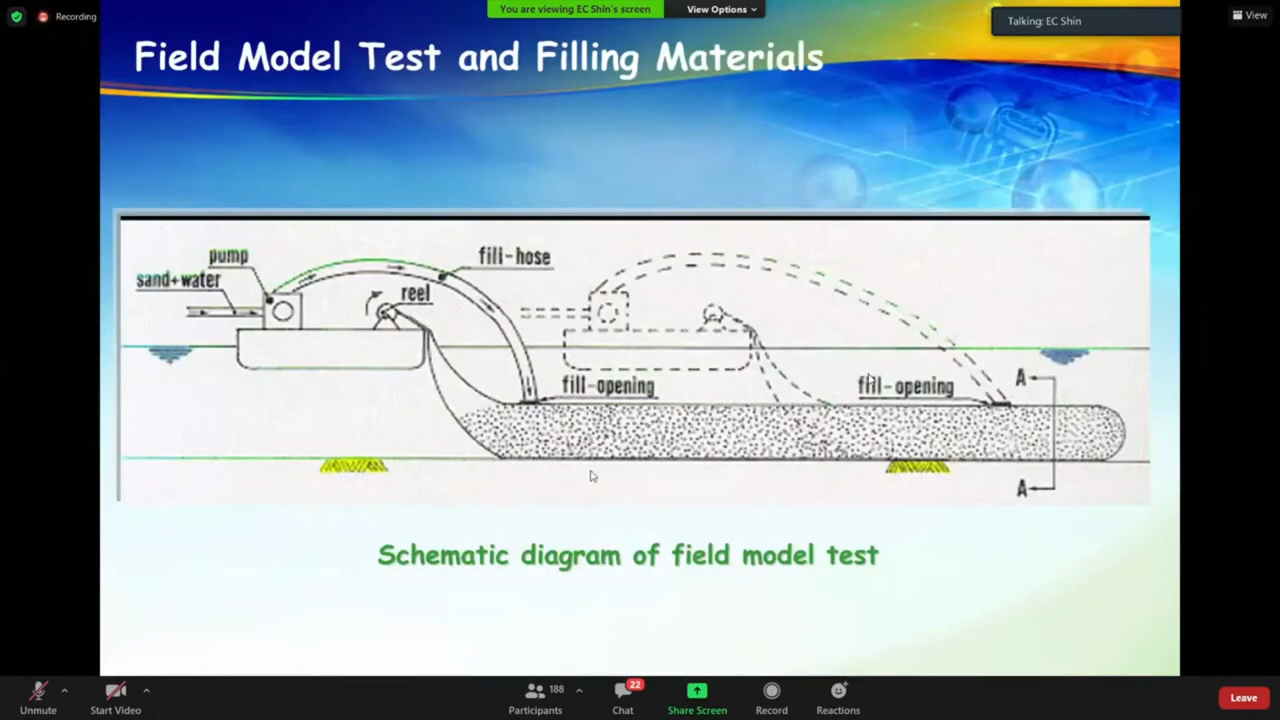 Recording
You are viewing EC Shin's screen
View Options
Talking: EC Shin
View
Field Model Test and Filling Materials
pump
sand+water
fill-hose
reel
fill-opening
fill-opening
A
A
Schematic diagram of field model test
Unmute
Start Video
188
Participants
22
Chat
Share Screen
Record
Reactions
Leave